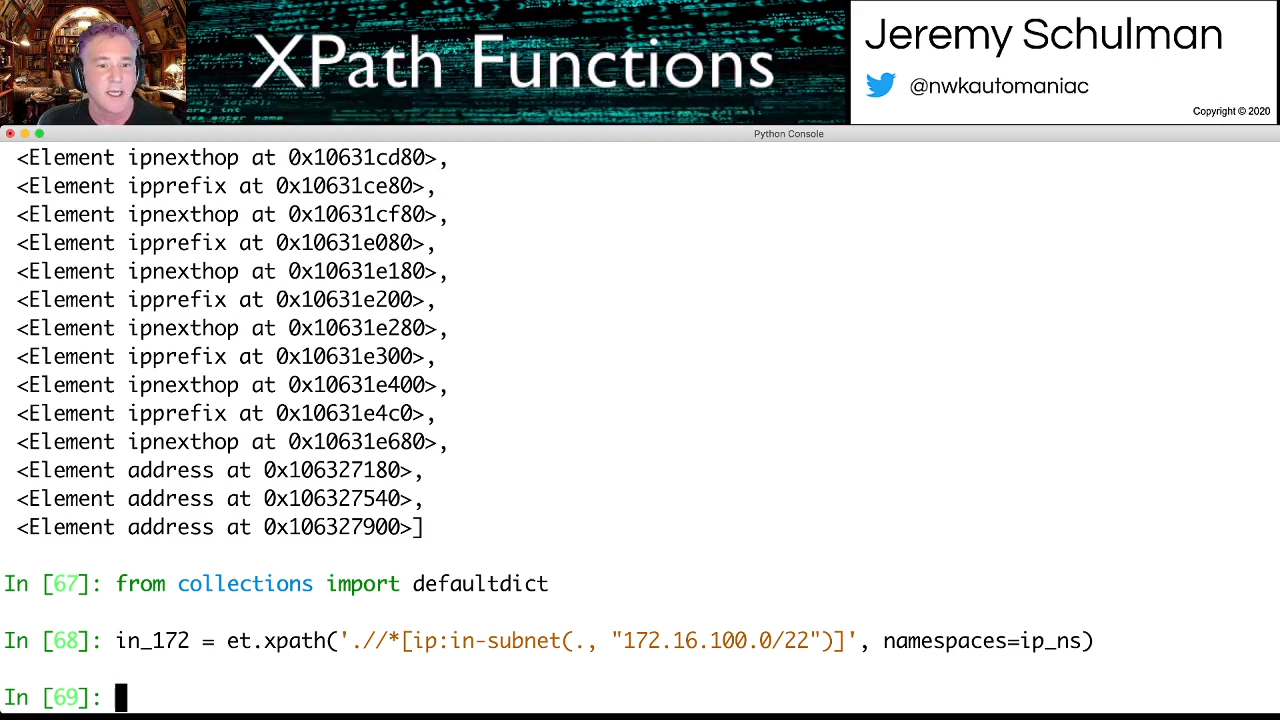 XPath Functions
Jeremy Schulman
@nwkautomaniac
Copyright © 2020
Python Console
<Element ipnexthop at 0x10631cd80>,
<Element ipprefix at 0x10631ce80>,
<Element ipnexthop at 0x10631cf80>,
<Element ipprefix at 0x10631e080>,
<Element ipnexthop at 0x10631e180>,
<Element ipprefix at 0x10631e200>,
<Element ipnexthop at 0x10631e280>,
<Element ipprefix at 0x10631e300>,
<Element ipnexthop at 0x10631e400>,
<Element ipprefix at 0x10631e4c0>,
<Element ipnexthop at 0x10631e680>,
<Element address at 0x106327180>,
<Element address at 0x106327540>,
<Element address at 0x106327900>]
In [67]: from collections import defaultdict
In [68]: in_172 = et.xpath('.//*[ip:in-subnet(., "172.16.100.0/22")]', namespaces=ip_ns)
In [69]: